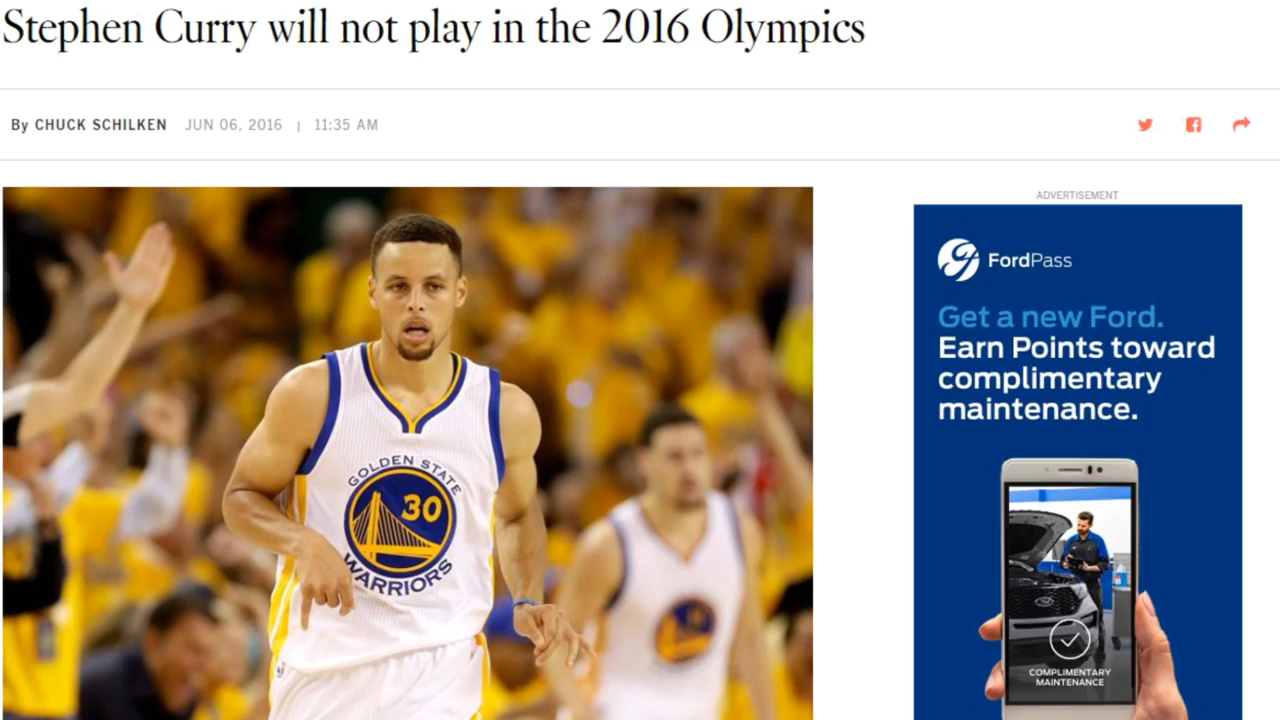 Stephen Curry will not play in the 2016 Olympics
By CHUCK SCHILKEN JUN 06, 2016 | 11:35 AM
ADVERTISEMENT
FordPass
Get a new Ford.
Earn Points toward
complimentary
maintenance.
GOLDEN STATE
30
WARRIORS
COMPLIMENTARY
MAINTENANCE